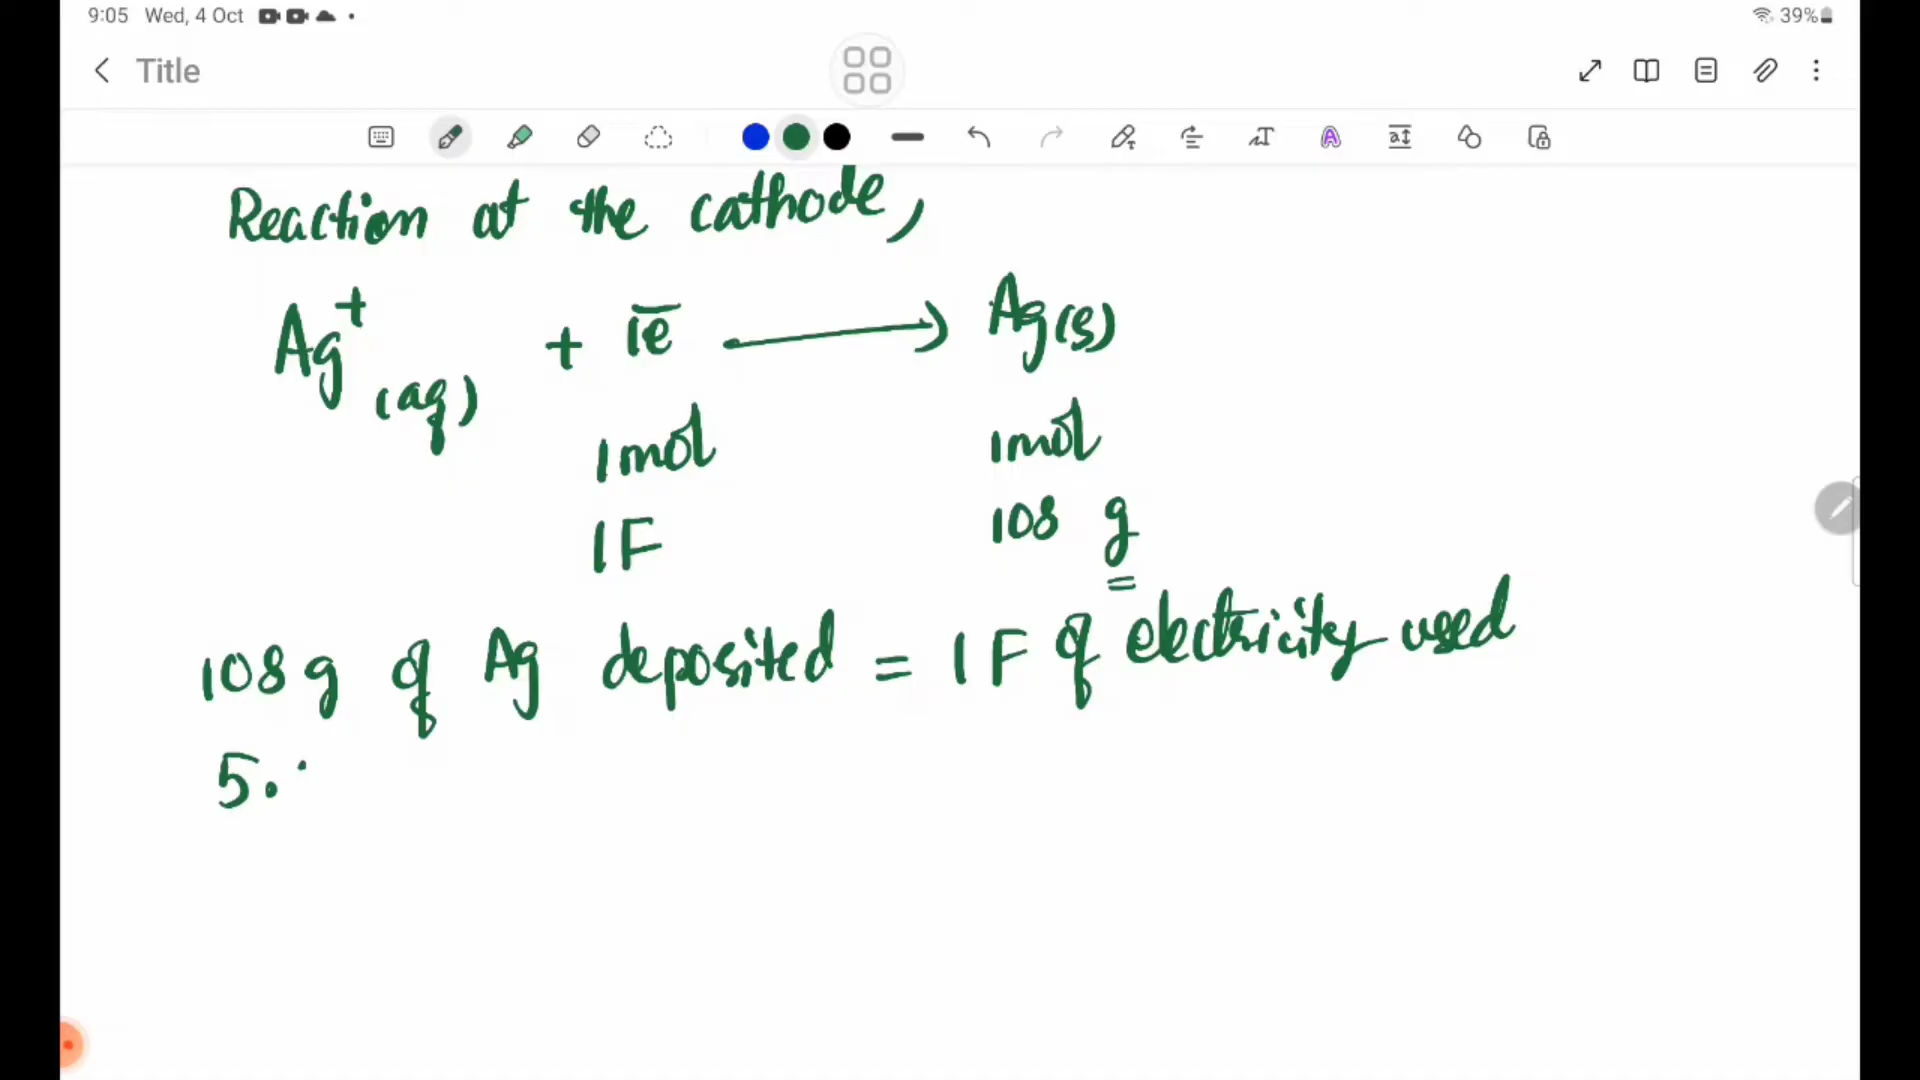 9:05 Wed, 4 Oct 39%
Title
Reaction at the cathode,
Ag⁺(aq) + 1e̅ ⟶ Ag(s)
1mol 1mol
1F 108 g
108 g of Ag deposited = 1 F of electricity used
5.